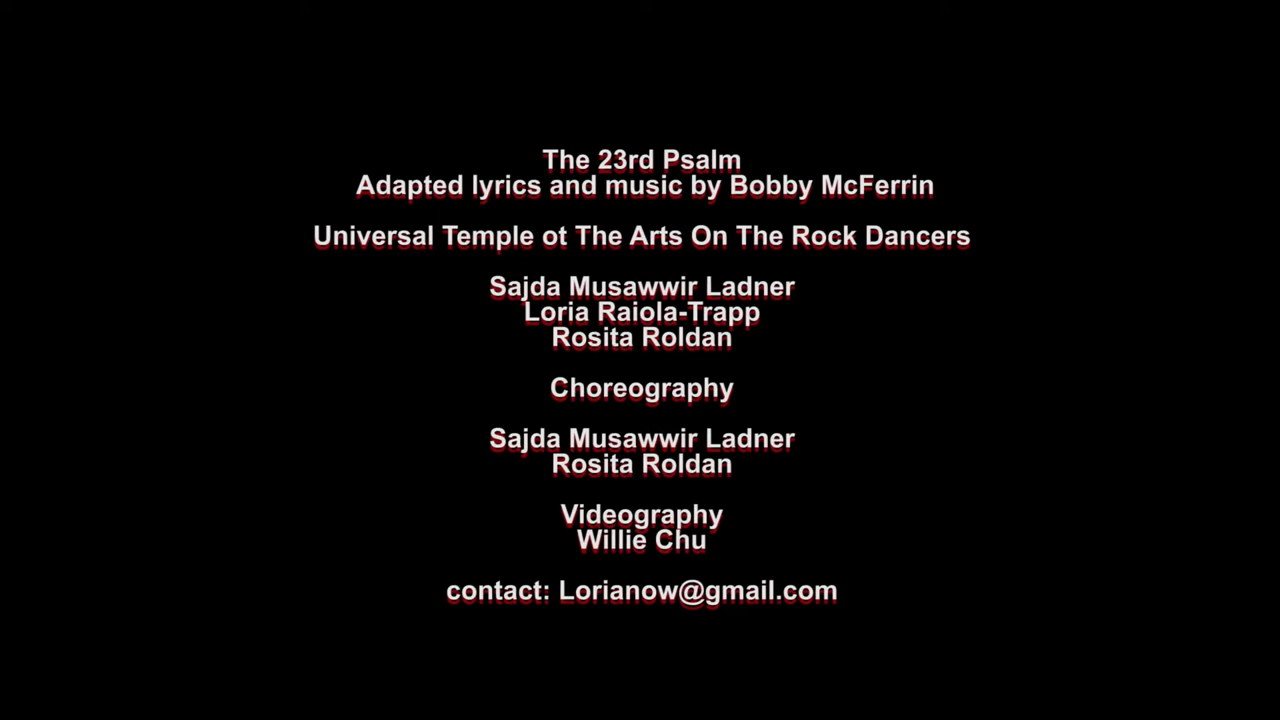 The 23rd Psalm
Adapted lyrics and music by Bobby McFerrin
Universal Temple ot The Arts On The Rock Dancers
Sajda Musawwir Ladner
Loria Raiola-Trapp
Rosita Roldan
Choreography
Sajda Musawwir Ladner
Rosita Roldan
Videography
Willie Chu
contact: Lorianow@gmail.com